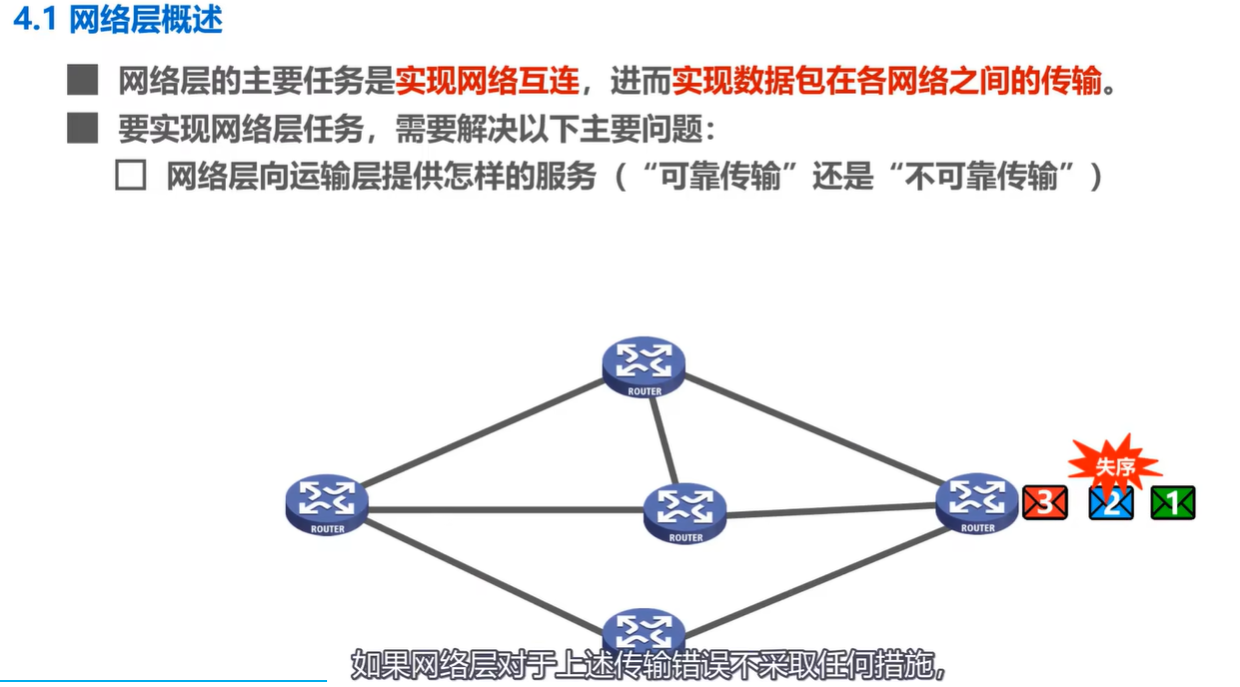 4.1 网络层概述
网络层的主要任务是实现网络互连，进而实现数据包在各网络之间的传输。
要实现网络层任务，需要解决以下主要问题：
网络层向运输层提供怎样的服务（“可靠传输”还是“不可靠传输”）
ROUTER
失序
ROUTER
ROUTER
ROUTER
3 2 1
如果网络层对于上述传输错误不采取任何措施，